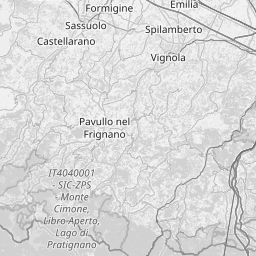 Formigine
Emilia
Sassuolo
Spilamberto
Castellarano
Vignola
Pavullo nel
Frignano
IT4040001
- SIC-ZPS
- Monte
Cimone,
Libro Aperto,
Lago di
Pratignano